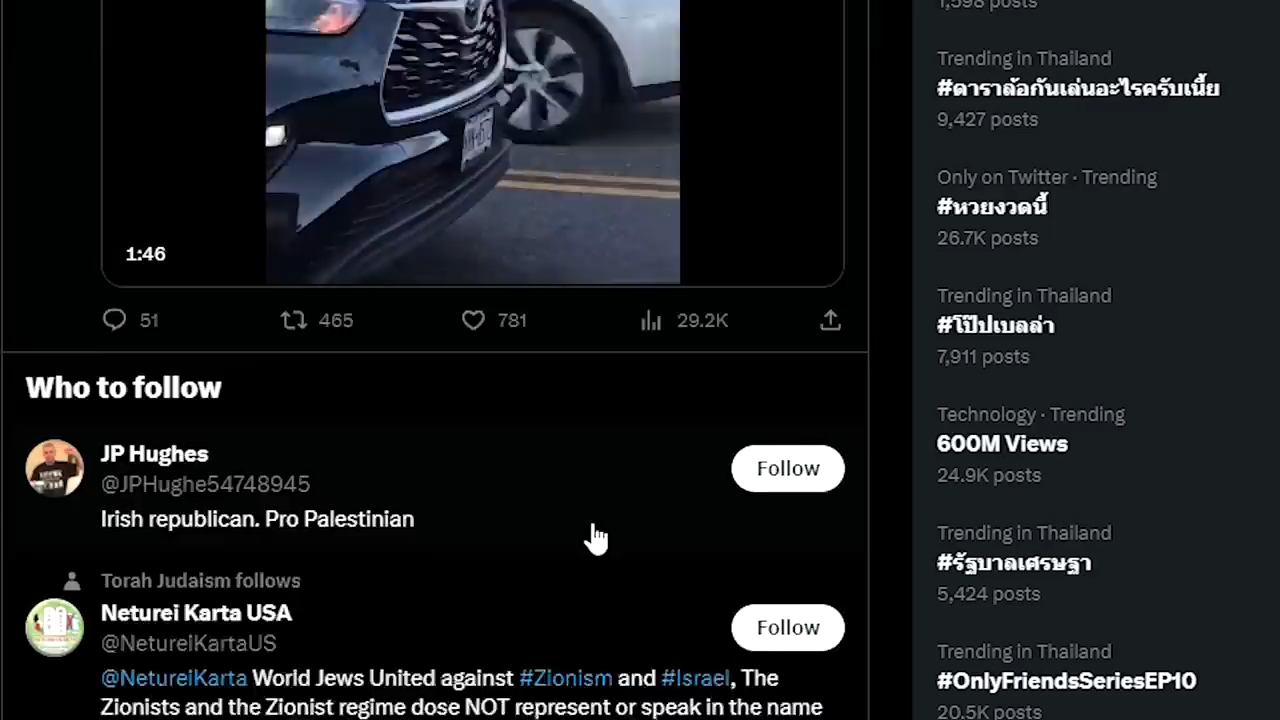 1:46
51
465
781
29.2K
Who to follow
JP Hughes
@JPHughe54748945
Irish republican. Pro Palestinian
Follow
Torah Judaism follows
Neturei Karta USA
@NetureiKartaUS
Follow
@NetureiKarta World Jews United against #Zionism and #Israel, The
Zionists and the Zionist regime dose NOT represent or speak in the name
1,598 posts
Trending in Thailand
#ดาราล้อกันเล่นอะไรครับเนี้ย
9,427 posts
Only on Twitter · Trending
#หวยงวดนี้
26.7K posts
Trending in Thailand
#โป๊ปเบลล่า
7,911 posts
Technology · Trending
600M Views
24.9K posts
Trending in Thailand
#รัฐบาลเศรษฐา
5,424 posts
Trending in Thailand
#OnlyFriendsSeriesEP10
20.5K posts